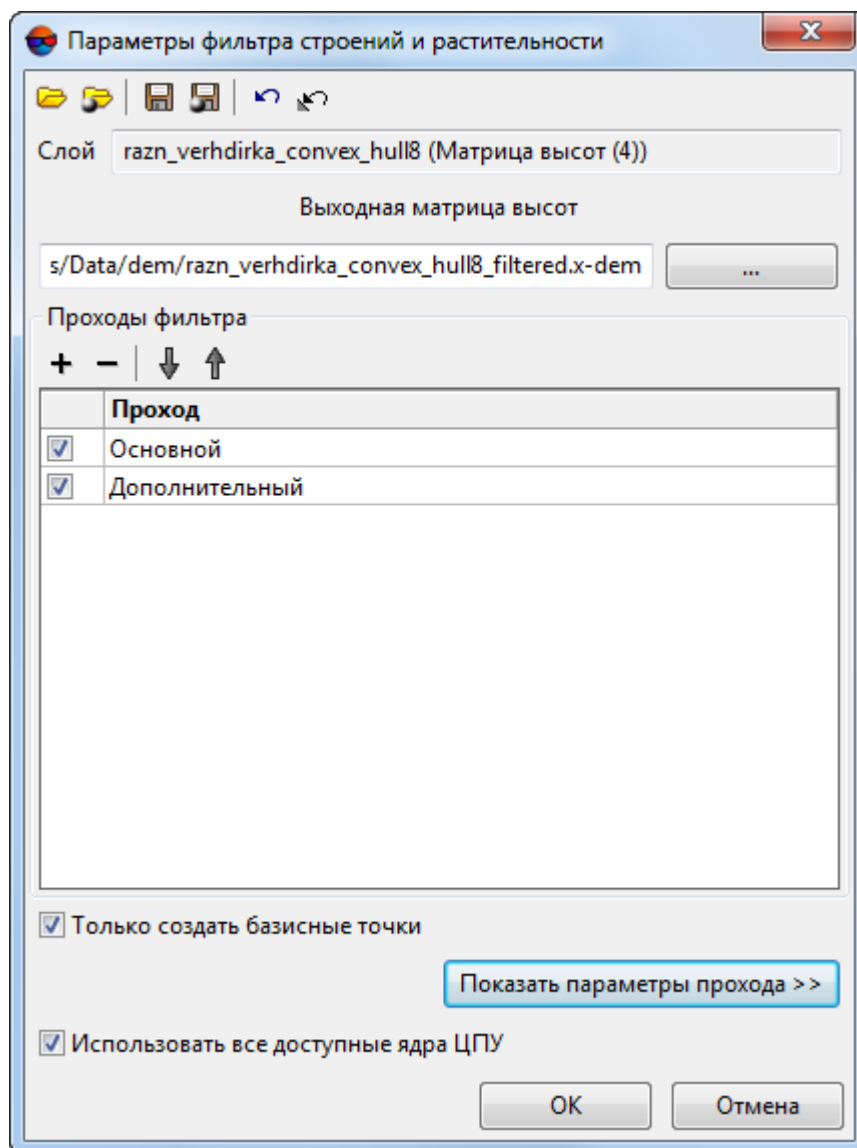 Параметры фильтра строений и растительности
Слой razn_verhdirka_convex_hull8 (Матрица высот (4))
Выходная матрица высот
s/Data/dem/razn_verhdirka_convex_hull8_filtered.x-dem ...
Проходы фильтра
Проход
Основной
Дополнительный
Только создать базисные точки
Показать параметры прохода >>
Использовать все доступные ядра ЦПУ
ОК Отмена